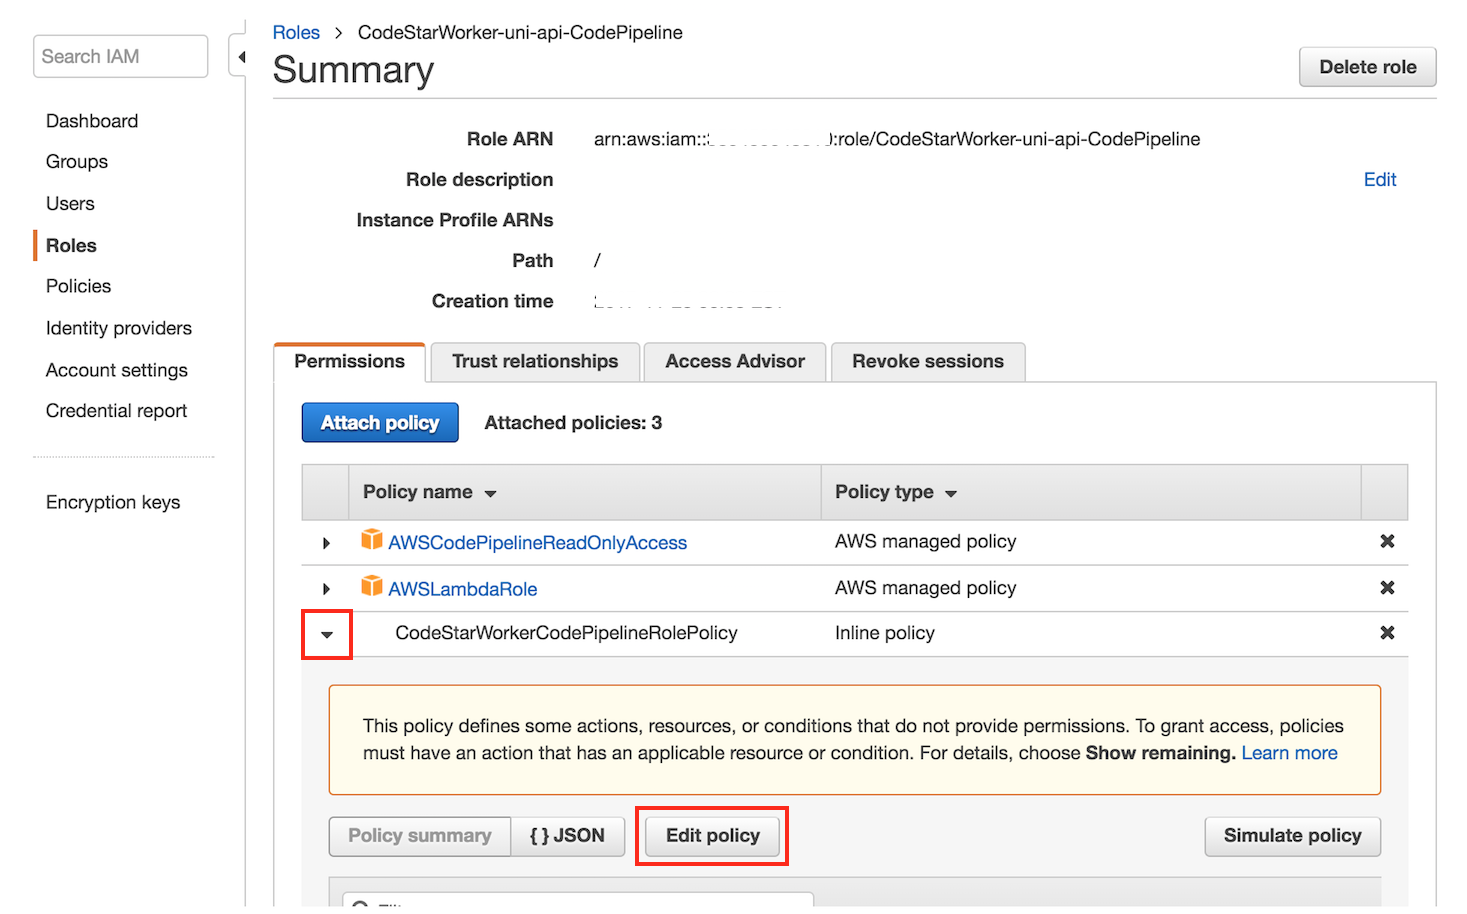 Search IAM
Dashboard
Groups
Users
Roles
Policies
Identity providers
Account settings
Credential report
Encryption keys
Roles > CodeStarWorker-uni-api-CodePipeline
Summary
Delete role
Role ARN arn:aws:iam:: :role/CodeStarWorker-uni-api-CodePipeline
Role description Edit
Instance Profile ARNs
Path /
Creation time
Permissions Trust relationships Access Advisor Revoke sessions
Attach policy Attached policies: 3
Policy name Policy type
AWSCodePipelineReadOnlyAccess AWS managed policy
AWSLambdaRole AWS managed policy
CodeStarWorkerCodePipelineRolePolicy Inline policy
This policy defines some actions, resources, or conditions that do not provide permissions. To grant access, policies
must have an action that has an applicable resource or condition. For details, choose Show remaining. Learn more
Policy summary { } JSON Edit policy Simulate policy